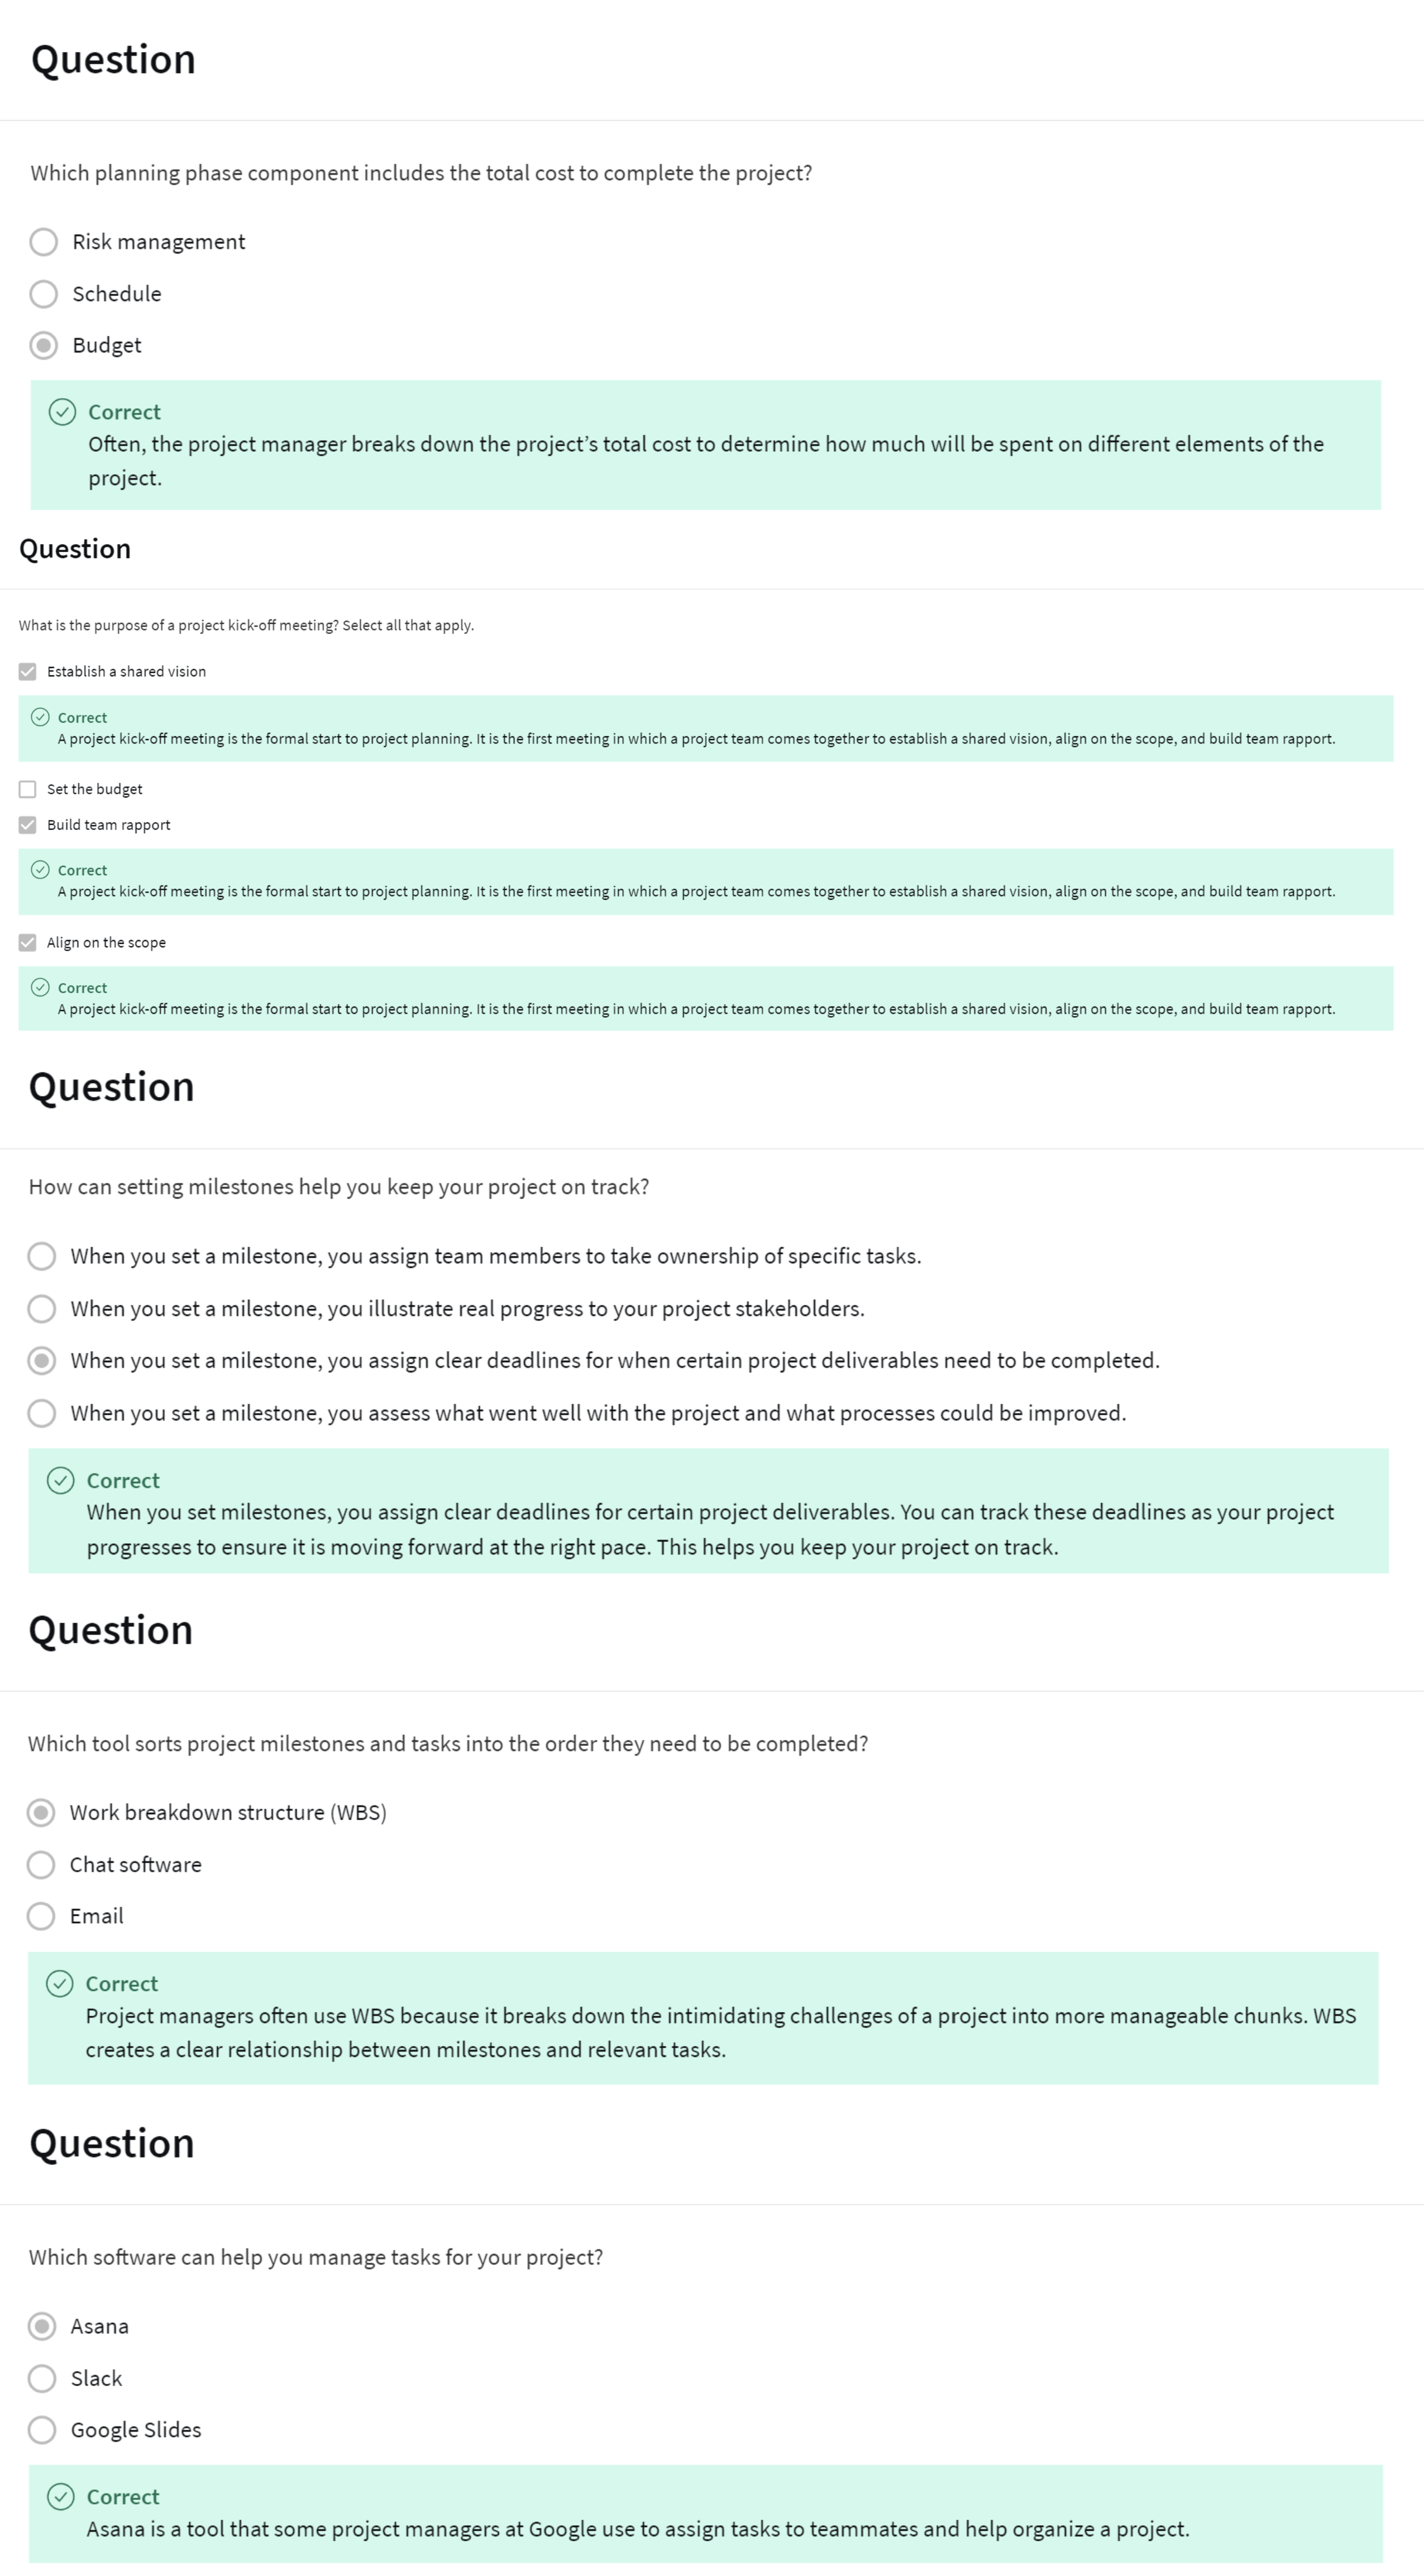 Question
Which planning phase component includes the total cost to complete the project?
Risk management
Schedule
Budget
Correct
Often, the project manager breaks down the project’s total cost to determine how much will be spent on different elements of the
project.
Question
What is the purpose of a project kick-off meeting? Select all that apply.
Establish a shared vision
Correct
A project kick-off meeting is the formal start to project planning. It is the first meeting in which a project team comes together to establish a shared vision, align on the scope, and build team rapport.
Set the budget
Build team rapport
Correct
A project kick-off meeting is the formal start to project planning. It is the first meeting in which a project team comes together to establish a shared vision, align on the scope, and build team rapport.
Align on the scope
Correct
A project kick-off meeting is the formal start to project planning. It is the first meeting in which a project team comes together to establish a shared vision, align on the scope, and build team rapport.
Question
How can setting milestones help you keep your project on track?
When you set a milestone, you assign team members to take ownership of specific tasks.
When you set a milestone, you illustrate real progress to your project stakeholders.
When you set a milestone, you assign clear deadlines for when certain project deliverables need to be completed.
When you set a milestone, you assess what went well with the project and what processes could be improved.
Correct
When you set milestones, you assign clear deadlines for certain project deliverables. You can track these deadlines as your project
progresses to ensure it is moving forward at the right pace. This helps you keep your project on track.
Question
Which tool sorts project milestones and tasks into the order they need to be completed?
Work breakdown structure (WBS)
Chat software
Email
Correct
Project managers often use WBS because it breaks down the intimidating challenges of a project into more manageable chunks. WBS
creates a clear relationship between milestones and relevant tasks.
Question
Which software can help you manage tasks for your project?
Asana
Slack
Google Slides
Correct
Asana is a tool that some project managers at Google use to assign tasks to teammates and help organize a project.